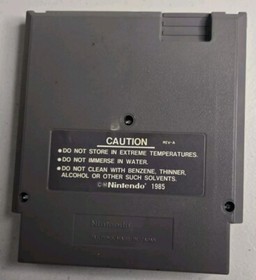 CAUTION REV-A
• DO NOT STORE IN EXTREME TEMPERATURES.
• DO NOT IMMERSE IN WATER.
• DO NOT CLEAN WITH BENZENE, THINNER,
ALCOHOL OR OTHER SUCH SOLVENTS.
©®Nintendo 1985